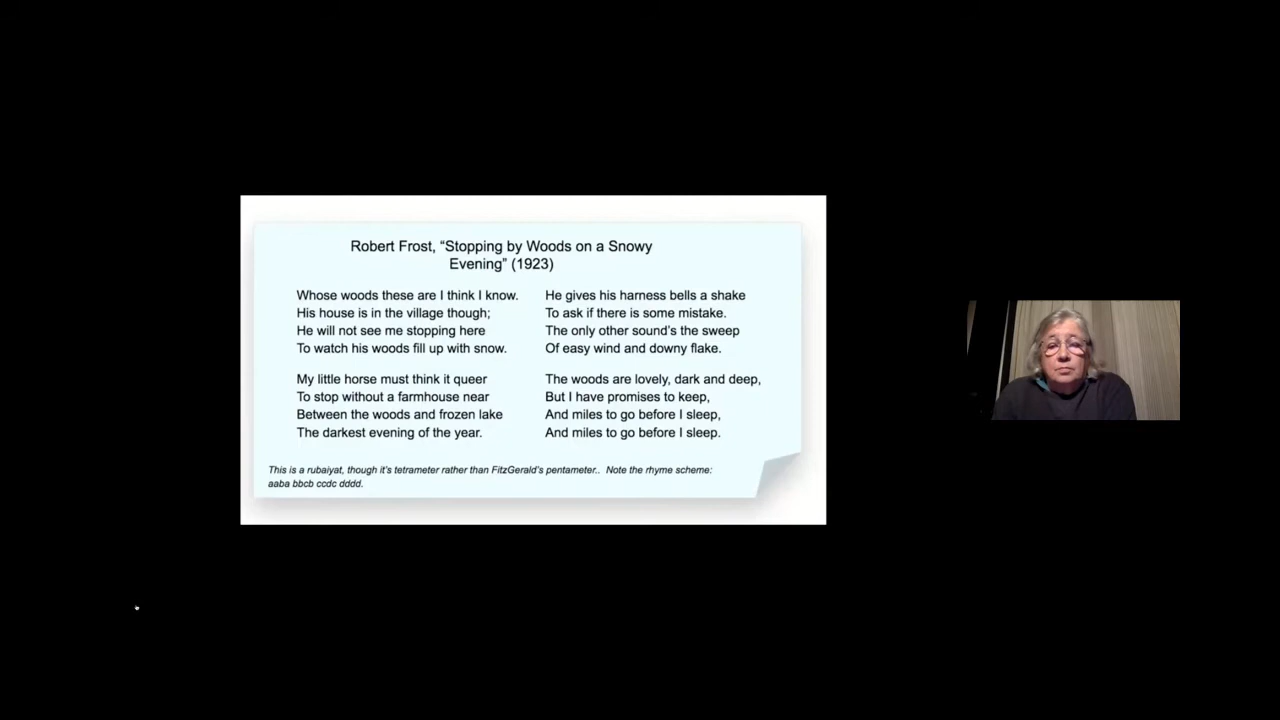 Robert Frost, “Stopping by Woods on a Snowy
Evening” (1923)
Whose woods these are I think I know.
His house is in the village though;
He will not see me stopping here
To watch his woods fill up with snow.
My little horse must think it queer
To stop without a farmhouse near
Between the woods and frozen lake
The darkest evening of the year.
He gives his harness bells a shake
To ask if there is some mistake.
The only other sound’s the sweep
Of easy wind and downy flake.
The woods are lovely, dark and deep,
But I have promises to keep,
And miles to go before I sleep,
And miles to go before I sleep.
This is a rubaiyat, though it’s tetrameter rather than FitzGerald’s pentameter.. Note the rhyme scheme:
aaba bbcb ccdc dddd.